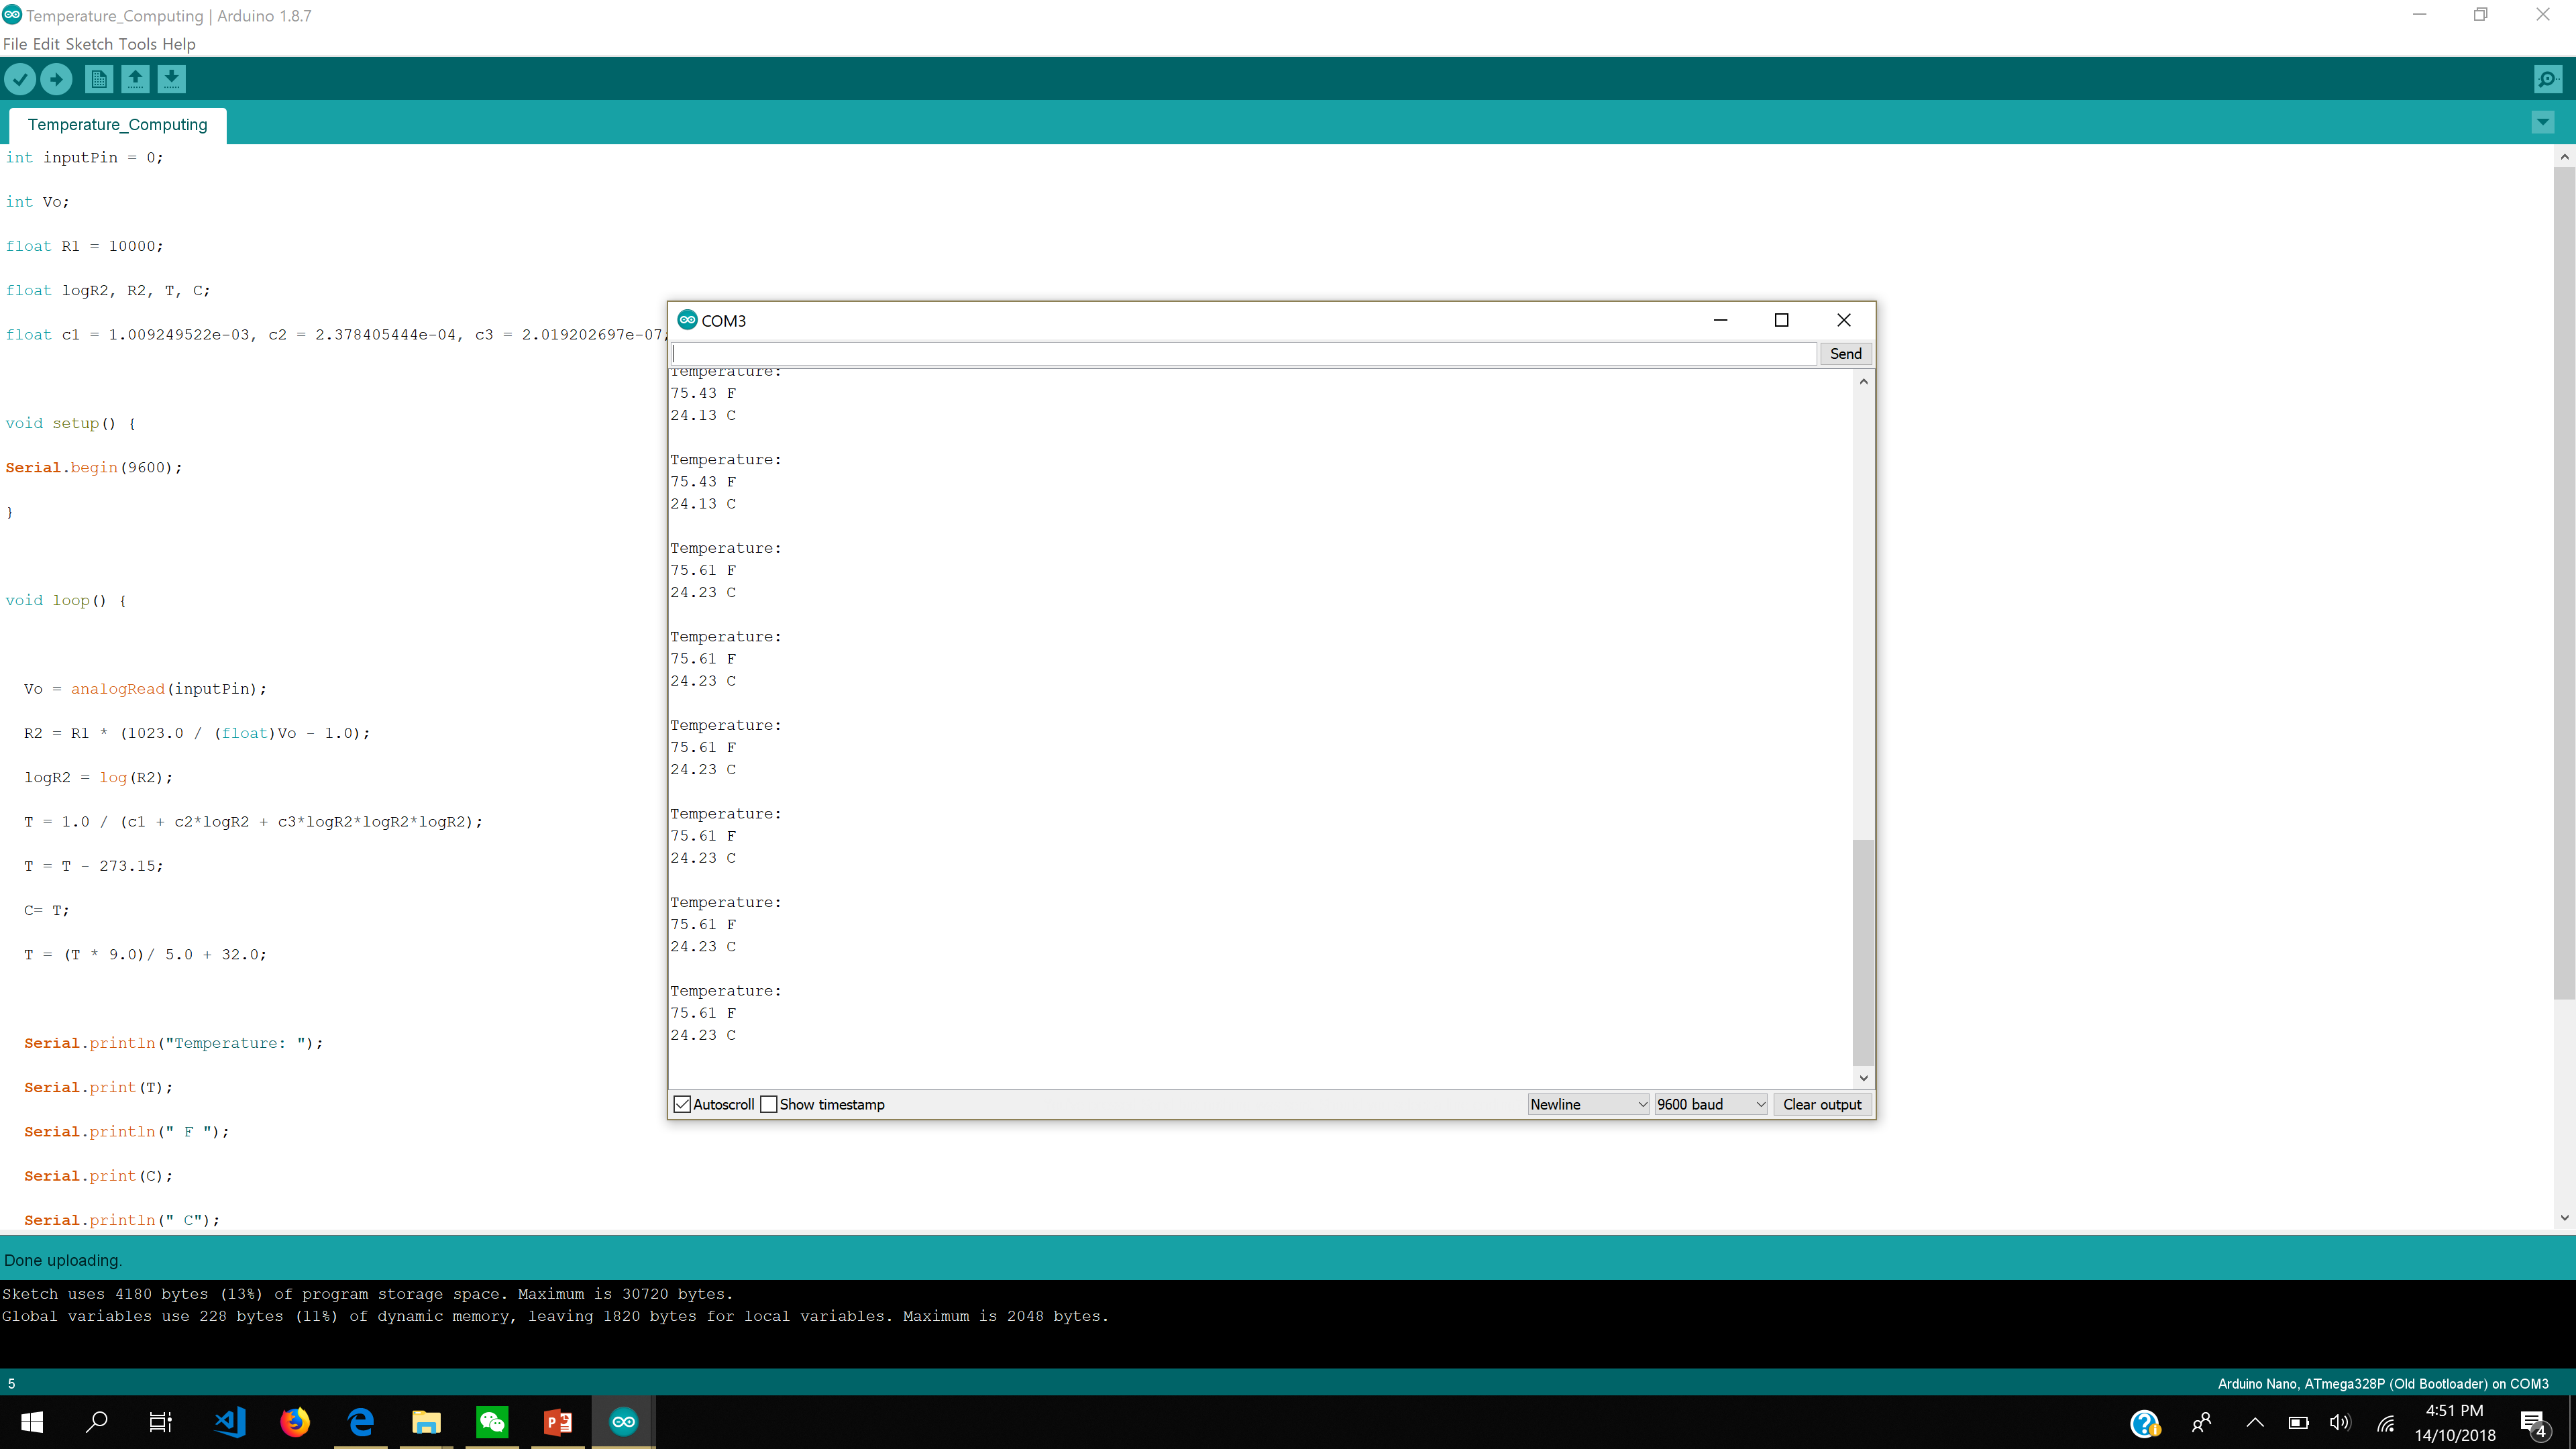 Temperature_Computing | Arduino 1.8.7
File Edit Sketch Tools Help
Temperature_Computing
int inputPin = 0;
int Vo;
float R1 = 10000;
float logR2, R2, T, C;
float c1 = 1.009249522e-03, c2 = 2.378405444e-04, c3 = 2.019202697e-07;
void setup() {
Serial.begin(9600);
}
void loop() {
Vo = analogRead(inputPin);
R2 = R1 * (1023.0 / (float)Vo - 1.0);
logR2 = log(R2);
T = 1.0 / (c1 + c2*logR2 + c3*logR2*logR2*logR2);
T = T - 273.15;
C= T;
T = (T * 9.0)/ 5.0 + 32.0;
Serial.println("Temperature: ");
Serial.print(T);
Serial.println(" F ");
Serial.print(C);
Serial.println(" C");
COM3
Send
Temperature:
75.43 F
24.13 C
Temperature:
75.43 F
24.13 C
Temperature:
75.61 F
24.23 C
Temperature:
75.61 F
24.23 C
Temperature:
75.61 F
24.23 C
Temperature:
75.61 F
24.23 C
Temperature:
75.61 F
24.23 C
Temperature:
75.61 F
24.23 C
Autoscroll Show timestamp Newline 9600 baud Clear output
Done uploading.
Sketch uses 4180 bytes (13%) of program storage space. Maximum is 30720 bytes.
Global variables use 228 bytes (11%) of dynamic memory, leaving 1820 bytes for local variables. Maximum is 2048 bytes.
5 Arduino Nano, ATmega328P (Old Bootloader) on COM3
4:51 PM
14/10/2018
4